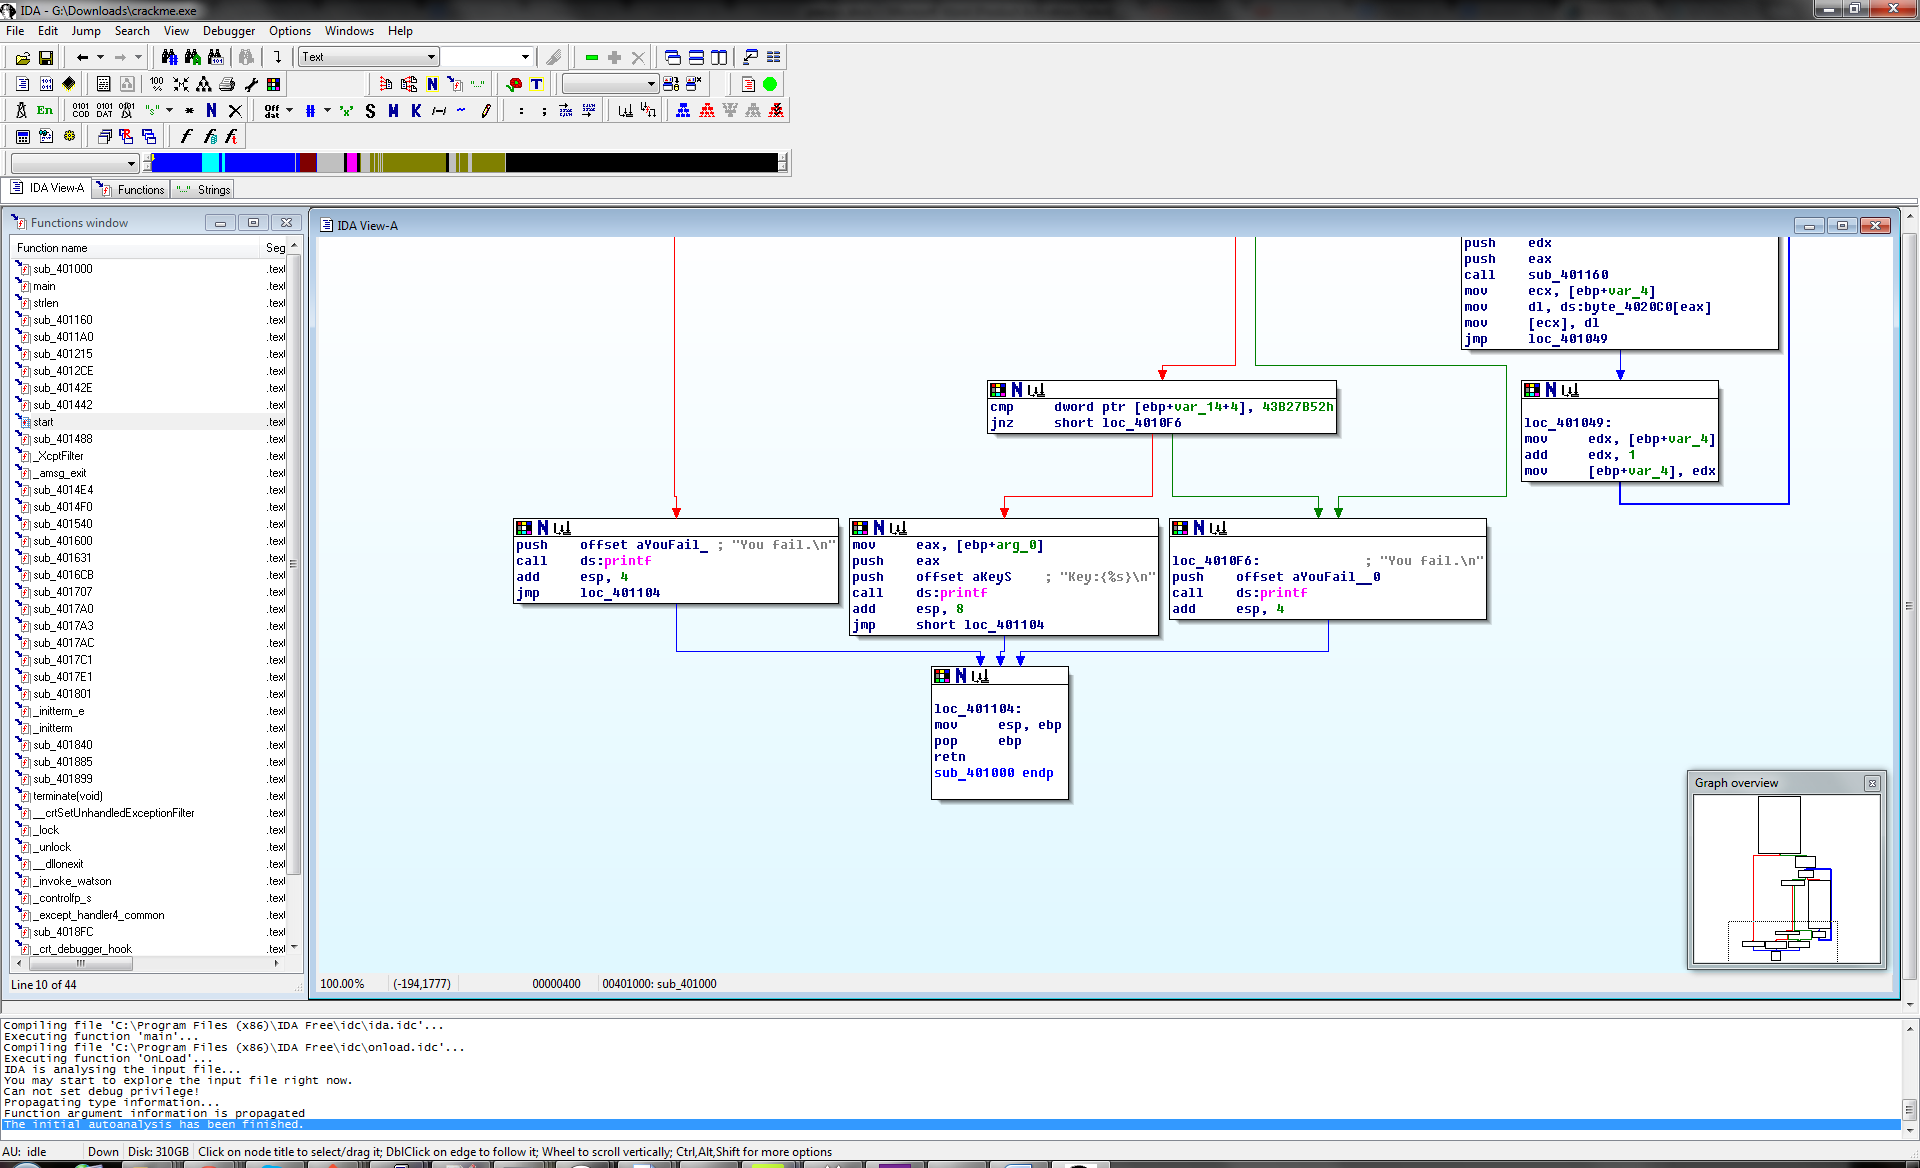 IDA - G:\Downloads\crackme.exe
File Edit Jump Search View Debugger Options Windows Help
Text
IDA View-A Functions Strings
Functions window
Function name Seg
sub_401000 .text
main .text
strlen .text
sub_401160 .text
sub_4011A0 .text
sub_401215 .text
sub_4012CE .text
sub_40142E .text
sub_401442 .text
start .text
sub_401488 .text
_XcptFilter .text
_amsg_exit .text
sub_4014E4 .text
sub_4014F0 .text
sub_401540 .text
sub_401600 .text
sub_401631 .text
sub_4016CB .text
sub_401707 .text
sub_4017A0 .text
sub_4017A3 .text
sub_4017AC .text
sub_4017C1 .text
sub_4017E1 .text
sub_401801 .text
_initterm_e .text
_initterm .text
sub_401840 .text
sub_401885 .text
sub_401899 .text
terminate(void) .text
__crtSetUnhandledExceptionFilter .text
_lock .text
_unlock .text
__dllonexit .text
_invoke_watson .text
_controlfp_s .text
_except_handler4_common .text
sub_4018FC .text
_crt_debugger_hook .text
Line 10 of 44
IDA View-A
push edx
push eax
call sub_401160
mov ecx, [ebp+var_4]
mov dl, ds:byte_4020C0[eax]
mov [ecx], dl
jmp loc_401049
cmp dword ptr [ebp+var_14+4], 43B27B52h
jnz short loc_4010F6
loc_401049:
mov edx, [ebp+var_4]
add edx, 1
mov [ebp+var_4], edx
push offset aYouFail_ ; "You fail.\n"
call ds:printf
add esp, 4
jmp loc_401104
mov eax, [ebp+arg_0]
push eax
push offset aKeyS ; "Key:{%s}\n"
call ds:printf
add esp, 8
jmp short loc_401104
loc_4010F6: ; "You fail.\n"
push offset aYouFail__0
call ds:printf
add esp, 4
loc_401104:
mov esp, ebp
pop ebp
retn
sub_401000 endp
Graph overview
100.00% (-194,1777) 00000400 00401000: sub_401000
Compiling file 'C:\Program Files (x86)\IDA Free\idc\ida.idc'...
Executing function 'main'...
Compiling file 'C:\Program Files (x86)\IDA Free\idc\onload.idc'...
Executing function 'OnLoad'...
IDA is analysing the input file...
You may start to explore the input file right now.
Can not set debug privilege!
Propagating type information...
Function argument information is propagated
The initial autoanalysis has been finished.
AU: idle Down Disk: 310GB Click on node title to select/drag it; DblClick on edge to follow it; Wheel to scroll vertically; Ctrl,Alt,Shift for more options